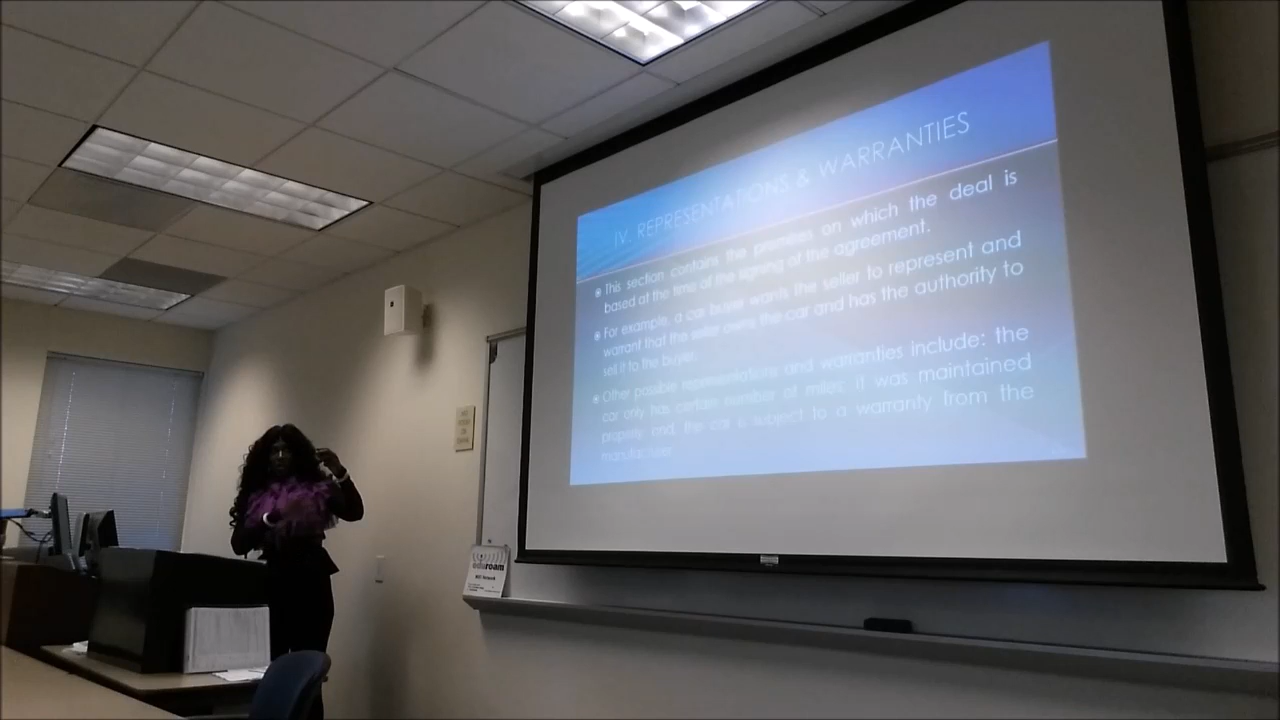 IV. REPRESENTATIONS & WARRANTIES
This section contains the premises on which the deal is
based at the time of the signing of the agreement.
For example, a car buyer wants the seller to represent and
warrant that the seller owns the car and has the authority to
sell it to the buyer.
Other possible representations and warranties include: the
car only has certain number of miles, it was maintained
properly and, the car is subject to a warranty from the
manufacturer
eduroam